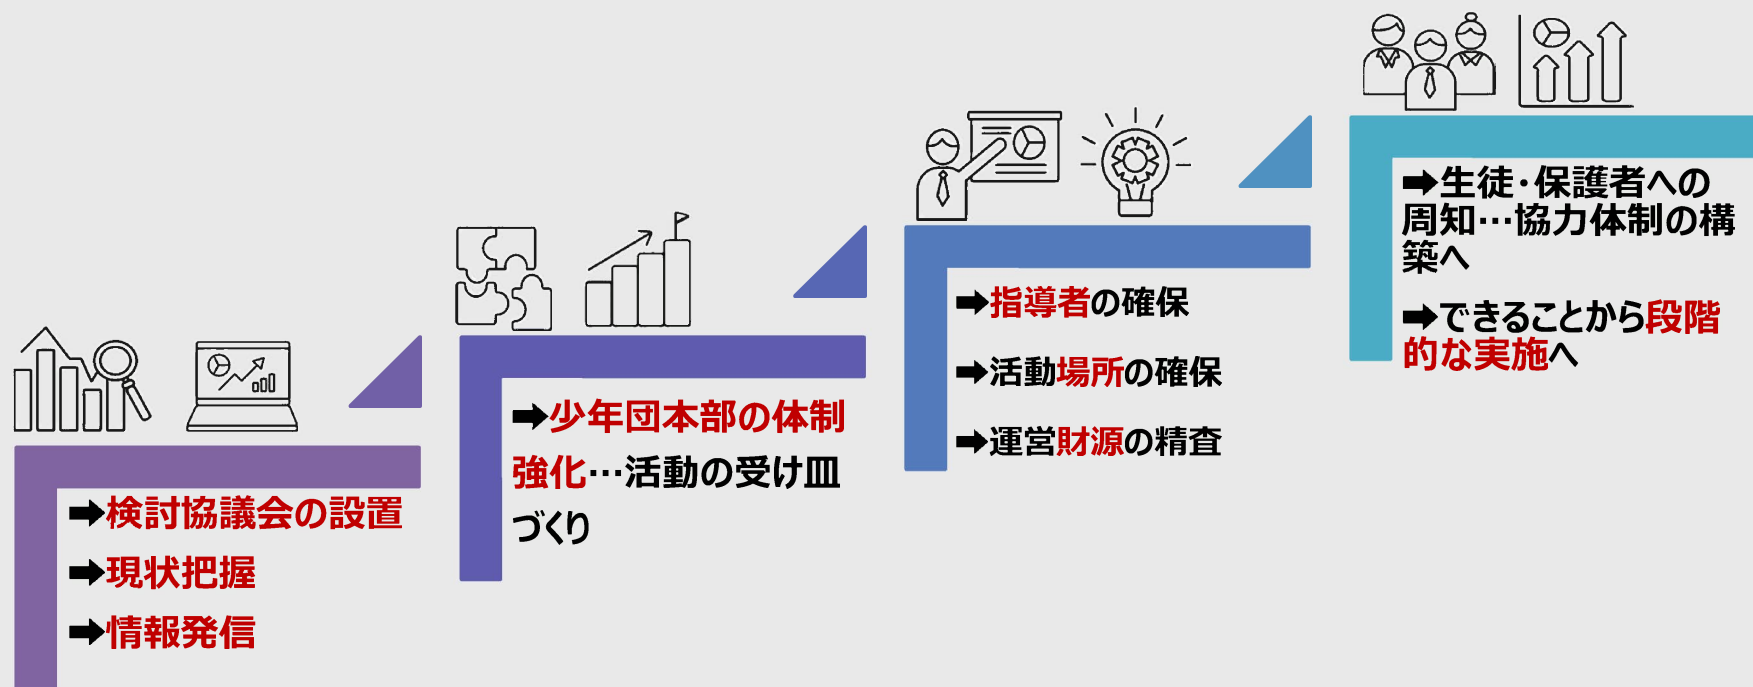 ➡検討協議会の設置
➡現状把握
➡情報発信
➡少年団本部の体制
強化…活動の受け皿
づくり
➡指導者の確保
➡活動場所の確保
➡運営財源の精査
➡生徒・保護者への
周知…協力体制の構
築へ
➡できることから段階
的な実施へ